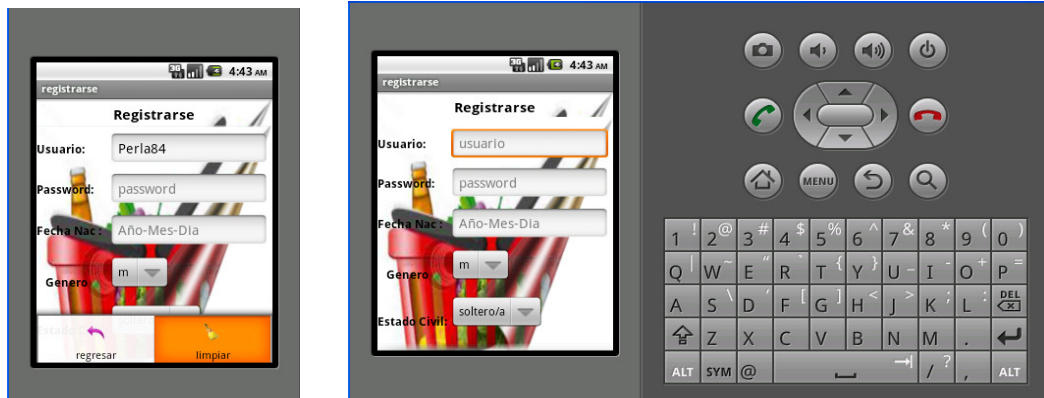 3G 4:43 AM
registrarse
Registrarse
Usuario: Perla84
Password: password
Fecha Nac : Año-Mes-Dia
Genero m
regresar limpiar
3G 4:43 AM
registrarse
Registrarse
Usuario: usuario
Password: password
Fecha Nac : Año-Mes-Dia
Genero m
Estado Civil: soltero/a
MENU
1 ! 2 @ 3 # 4 $ 5 % 6 ^ 7 & 8 * 9 ( 0 )
Q | W ~ E " R ` T { Y } U _ I - O + P =
A S \ D ' F [ G ] H < J > K ; L : DEL
Z X C V B N M .
ALT SYM @ / ? , ALT